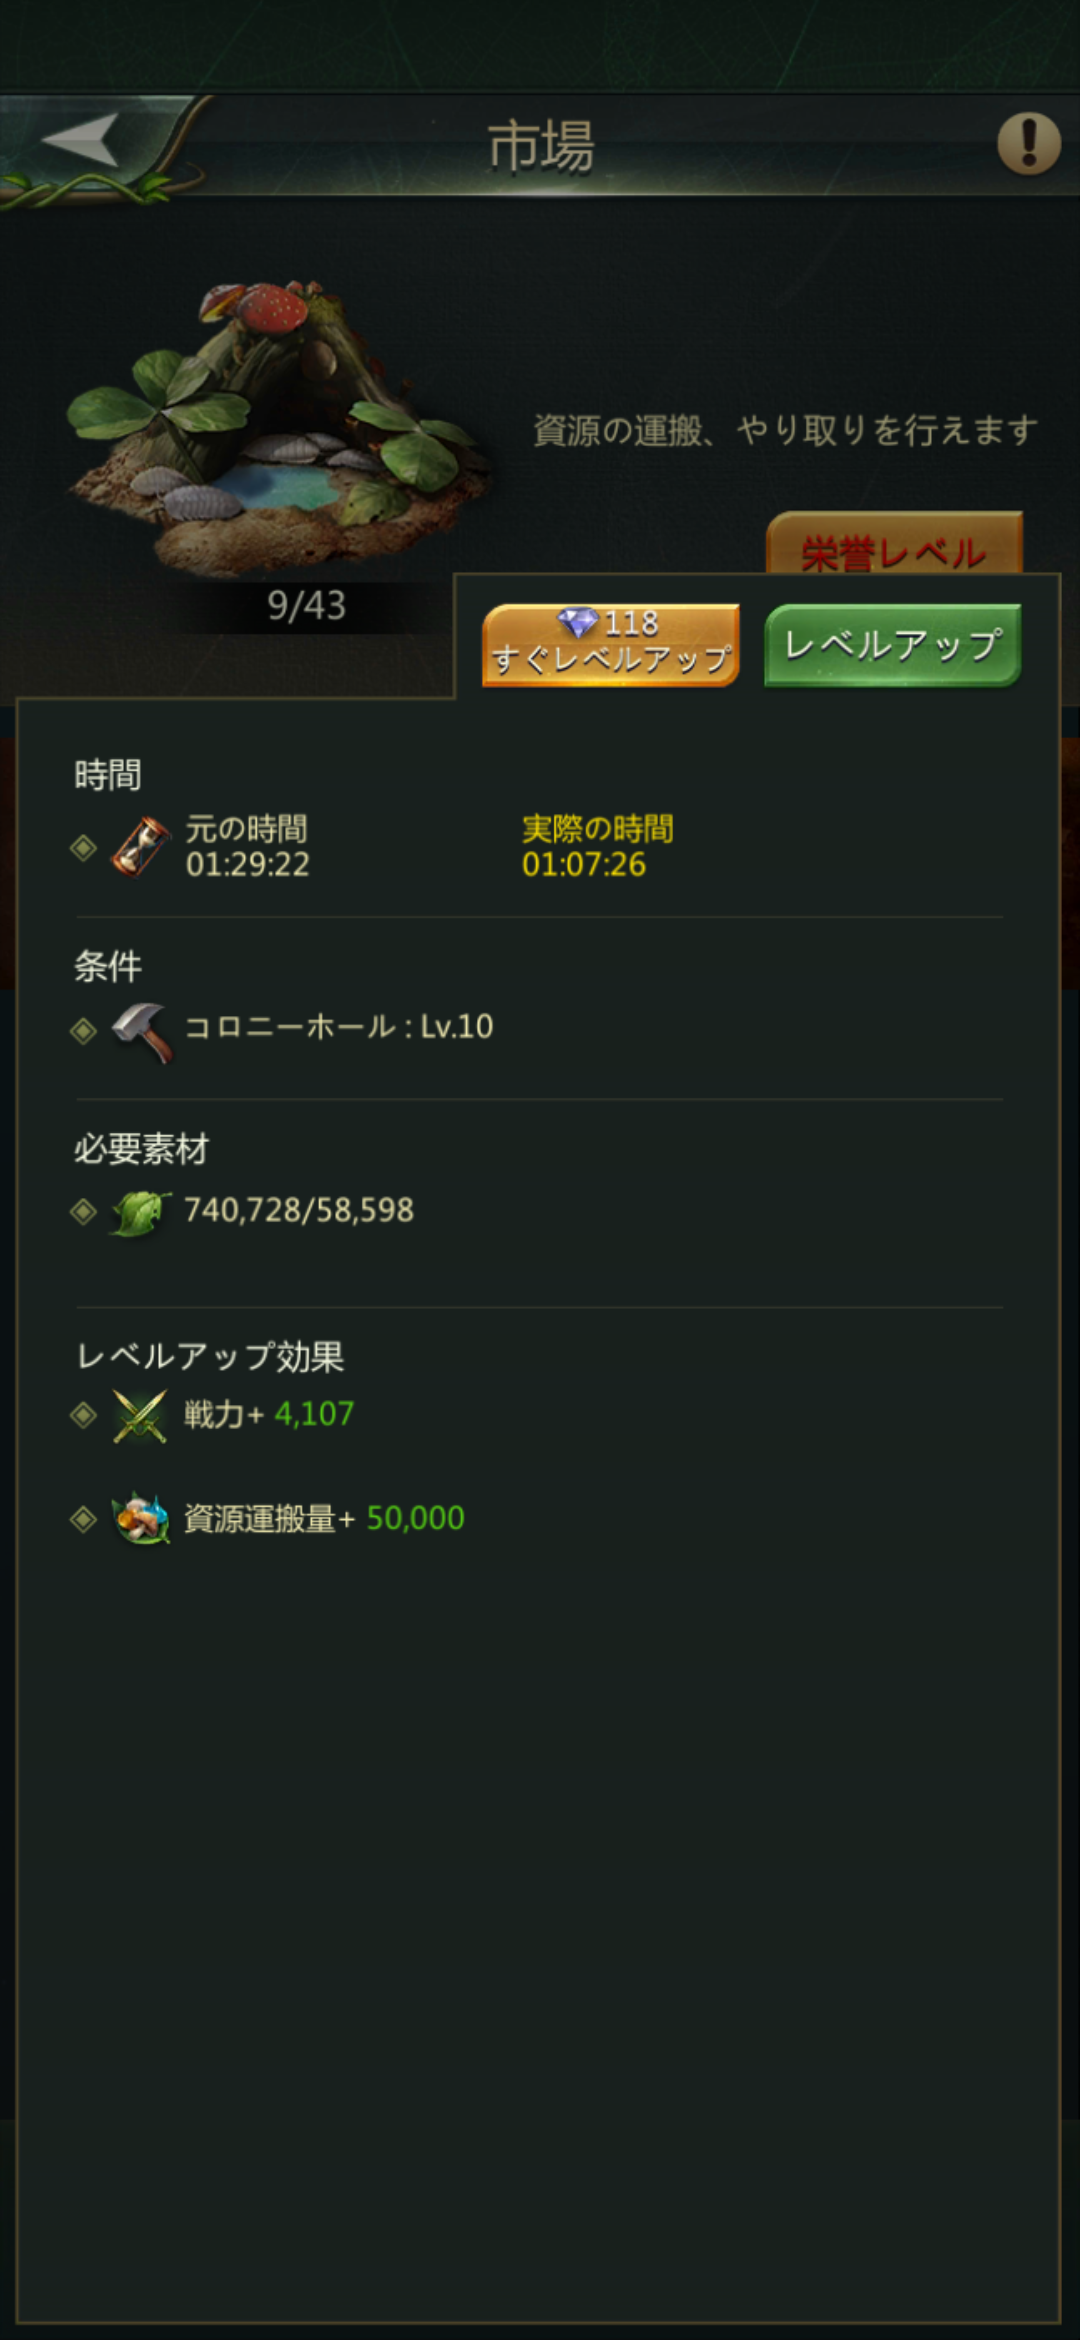 市場
資源の運搬、やり取りを行えます
栄誉レベル
9/43
118
すぐレベルアップ
レベルアップ
時間
元の時間
実際の時間
01:29:22
01:07:26
条件
コロニーホール : Lv.10
必要素材
740,728/58,598
レベルアップ効果
戦力+ 4,107
資源運搬量+ 50,000